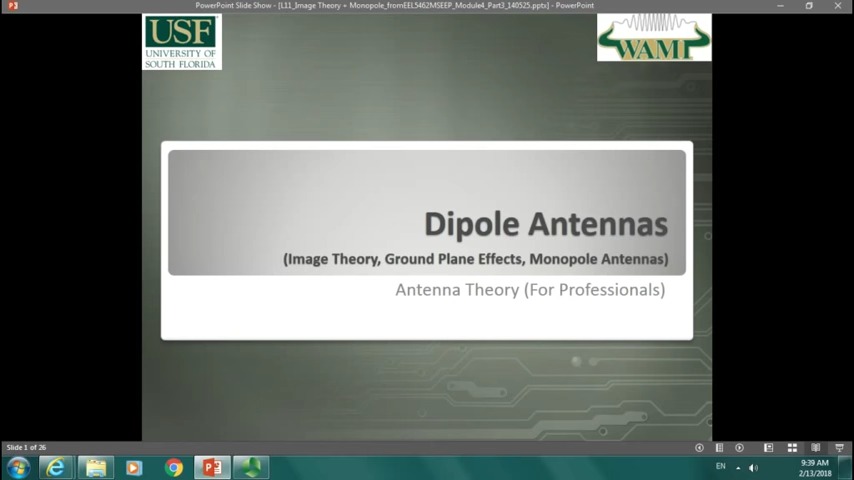 PowerPoint Slide Show - [L11_Image Theory + Monopole_fromEEL5462MSEEP_Module4_Part3_140525.pptx] - PowerPoint
USF
UNIVERSITY OF
SOUTH FLORIDA
WAMI
Dipole Antennas
(Image Theory, Ground Plane Effects, Monopole Antennas)
Antenna Theory (For Professionals)
Slide 1 of 26
EN
9:39 AM
2/13/2018